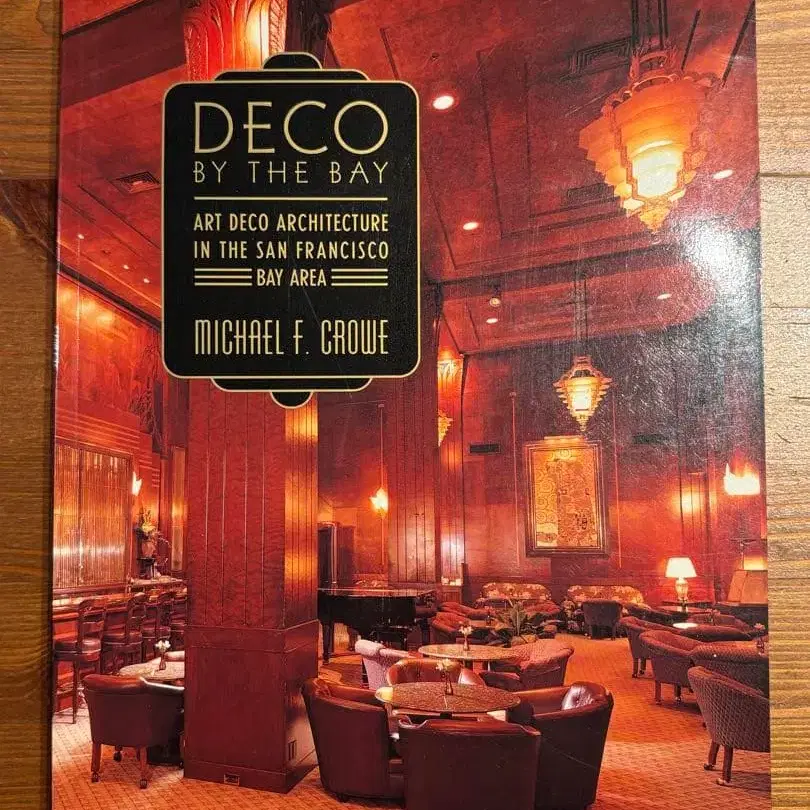 DECO
BY THE BAY
ART DECO ARCHITECTURE
IN THE SAN FRANCISCO
BAY AREA
MICHAEL F. CROWE